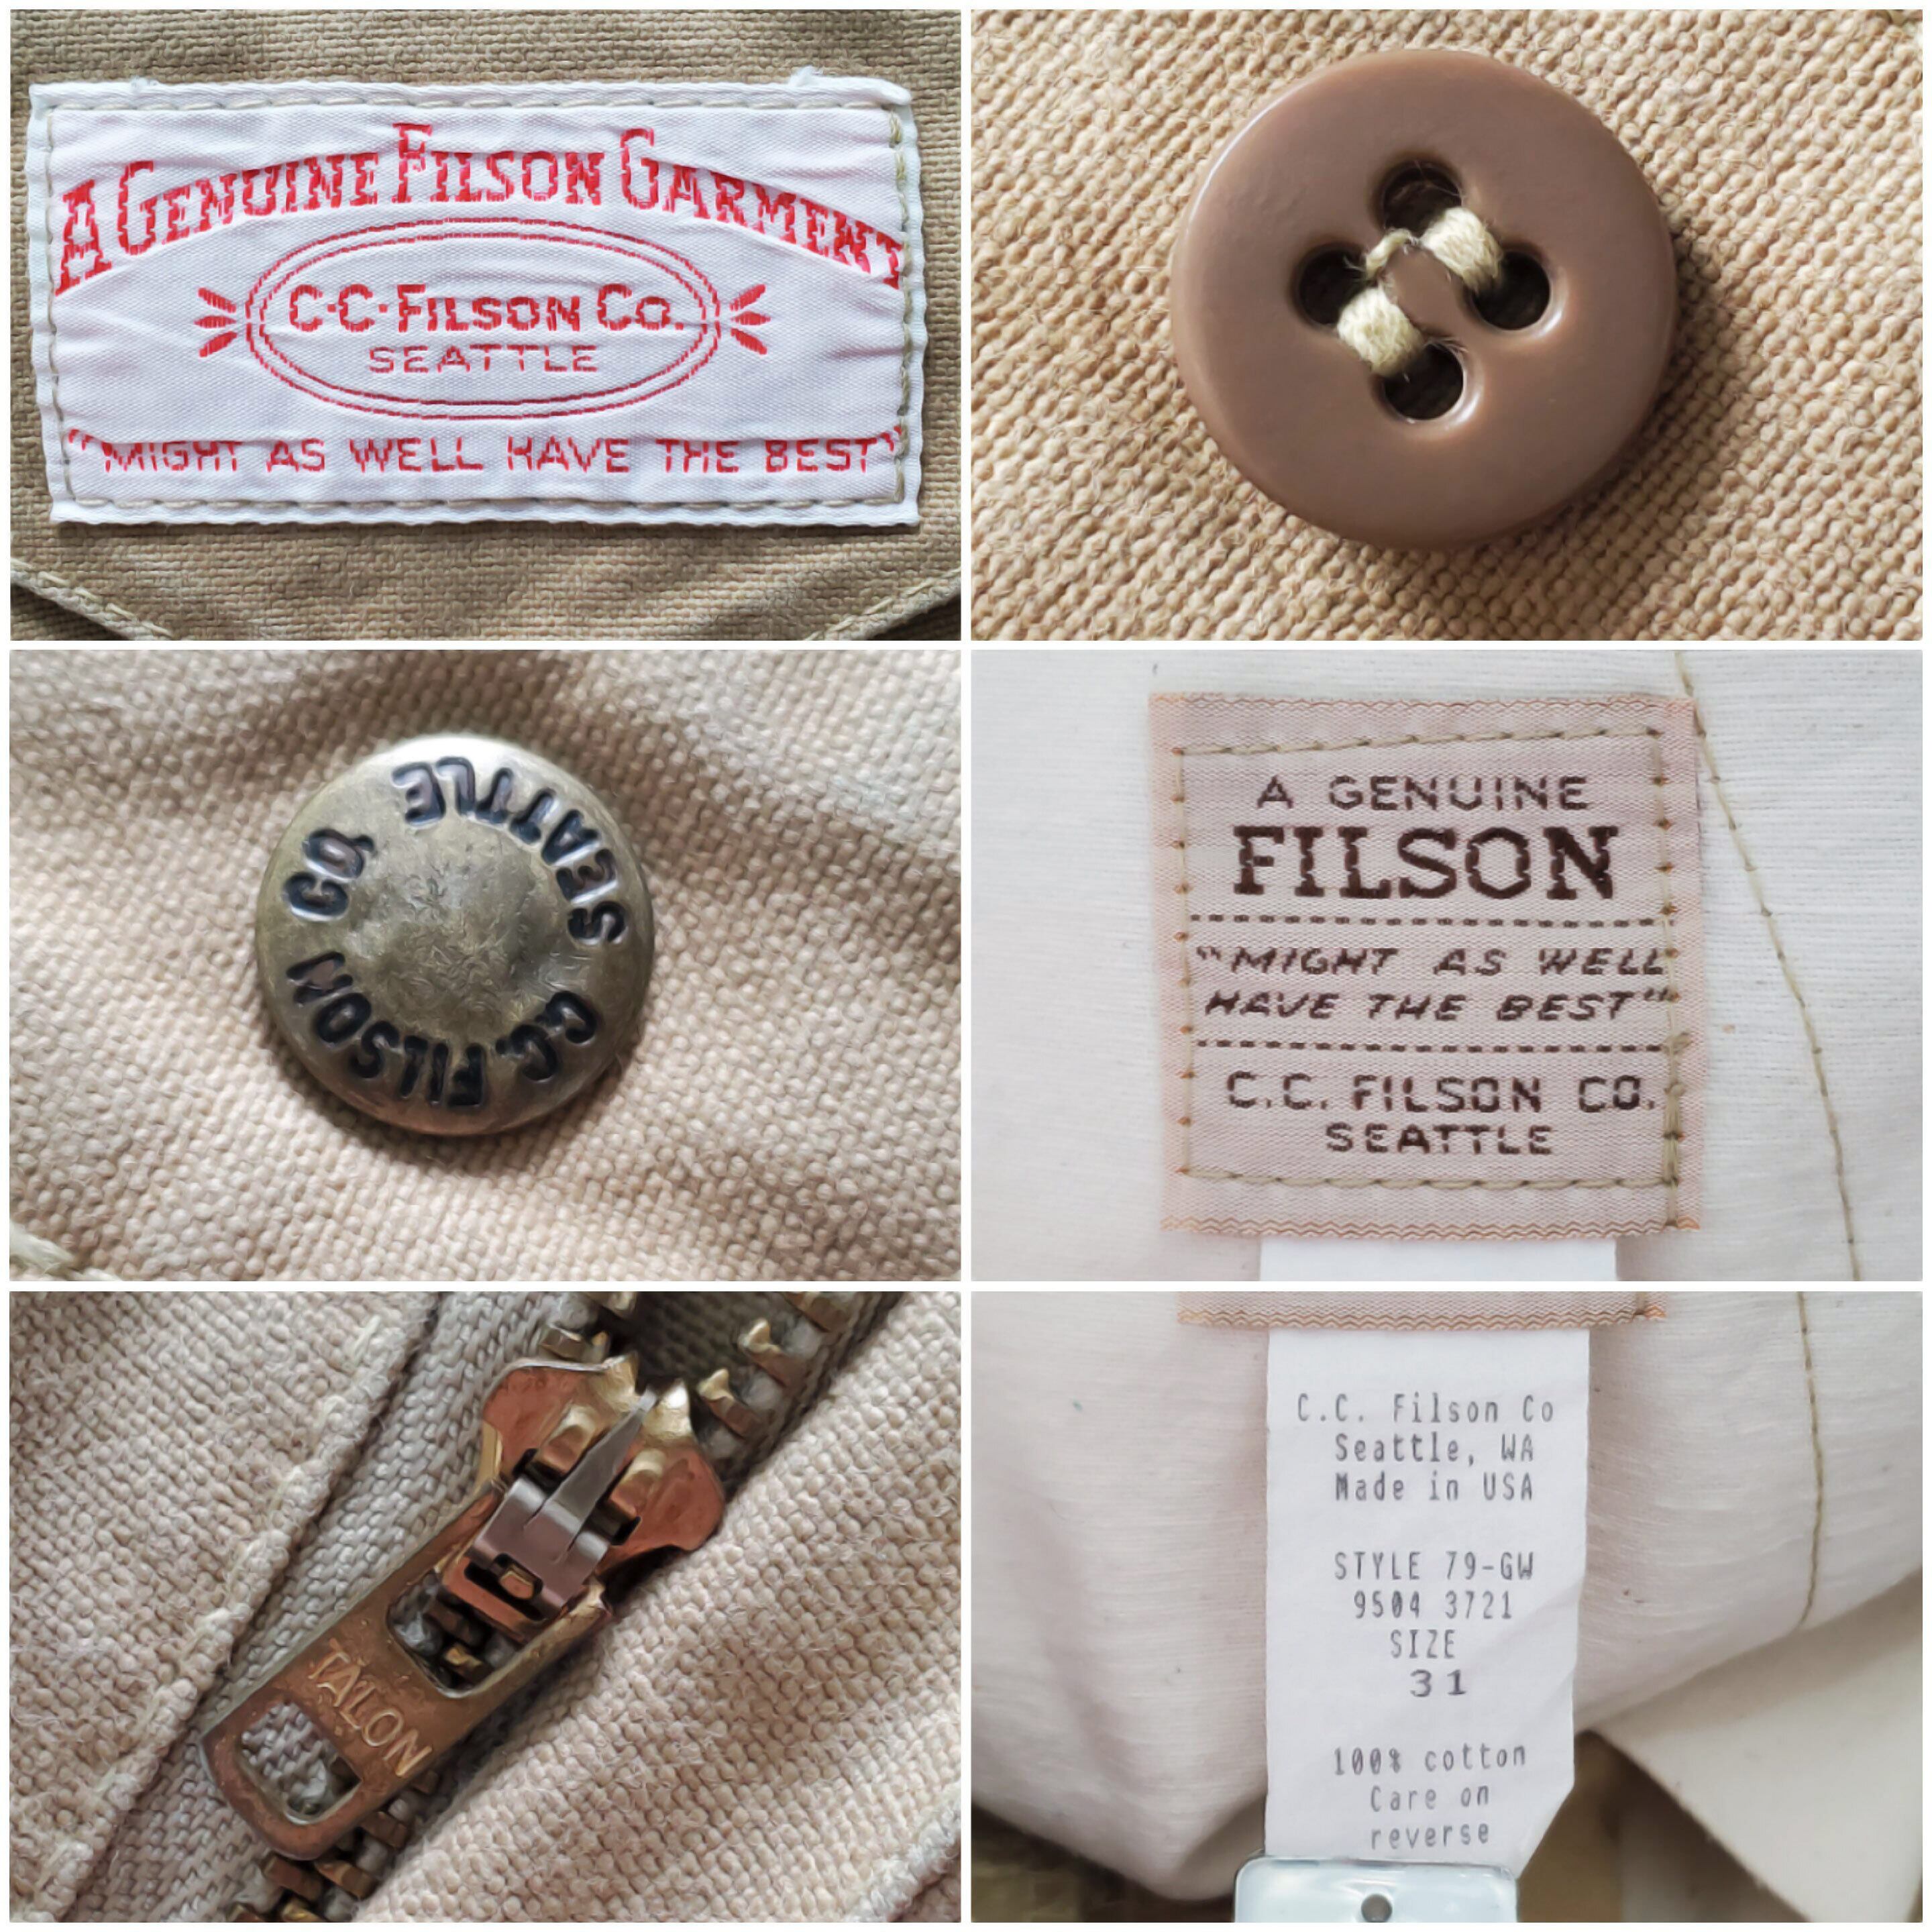 A GENUINE FILSON GARMENT
C·C·FILSON CO.
SEATTLE
"MIGHT AS WELL HAVE THE BEST"
C.C. FILSON CO
SEATTLE
A GENUINE
FILSON
"MIGHT AS WELL
HAVE THE BEST"
C.C. FILSON CO.
SEATTLE
TALON
C.C. Filson Co
Seattle, WA
Made in USA
STYLE 79-GW
9504 3721
SIZE
31
100% cotton
Care on
reverse